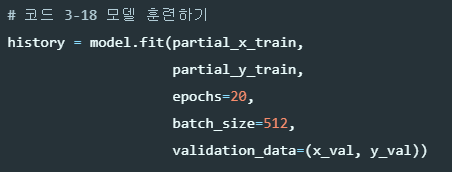 # 코드 3-18 모델 훈련하기
history = model.fit(partial_x_train,
partial_y_train,
epochs=20,
batch_size=512,
validation_data=(x_val, y_val))